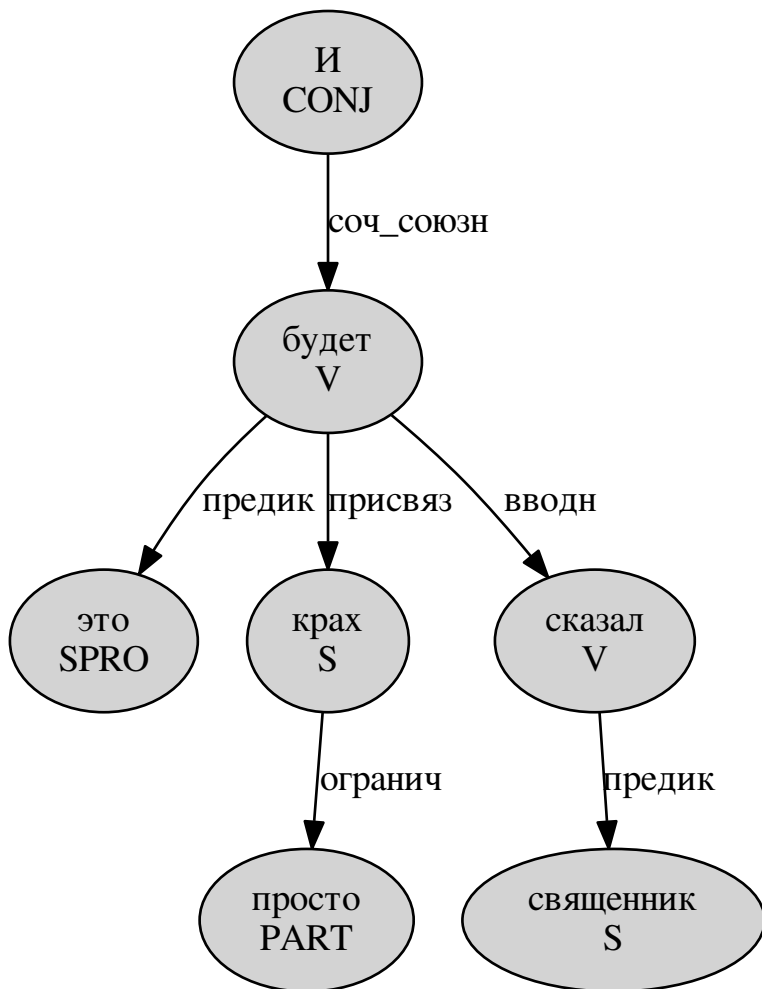 И
CONJ
соч_союзн
будет
V
предик
присвяз
вводн
это
SPRO
крах
S
сказал
V
огранич
предик
просто
PART
священник
S